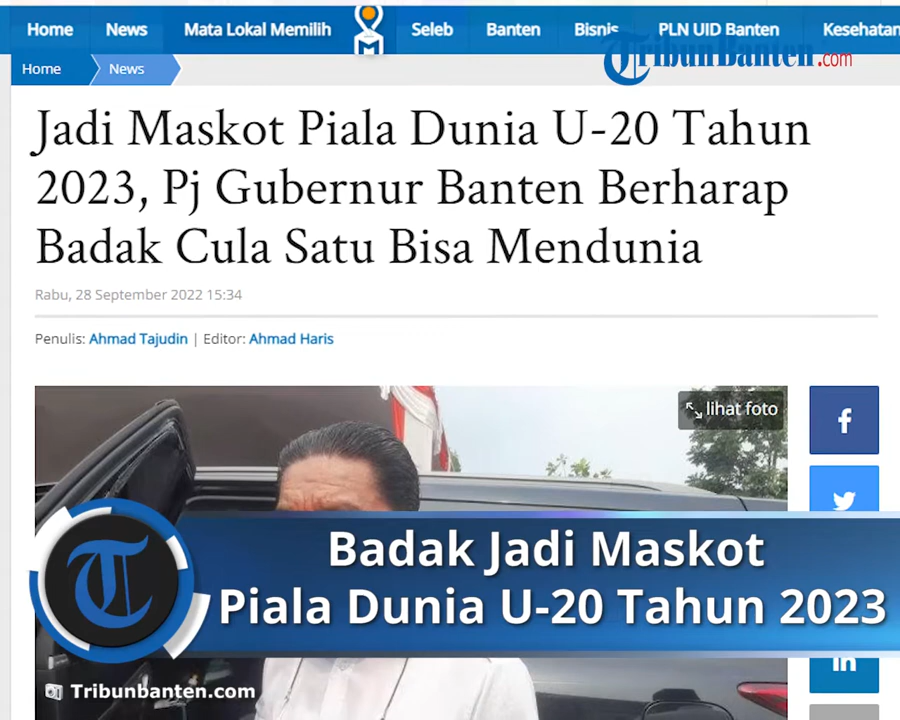 Home News Mata Lokal Memilih M Seleb Banten Bisnis PLN UID Banten Kesehatan
TribunBanten.com
Home News
Jadi Maskot Piala Dunia U-20 Tahun
2023, Pj Gubernur Banten Berharap
Badak Cula Satu Bisa Mendunia
Rabu, 28 September 2022 15:34
Penulis: Ahmad Tajudin | Editor: Ahmad Haris
lihat foto
f
Badak Jadi Maskot
Piala Dunia U-20 Tahun 2023
T
in
Tribunbanten.com